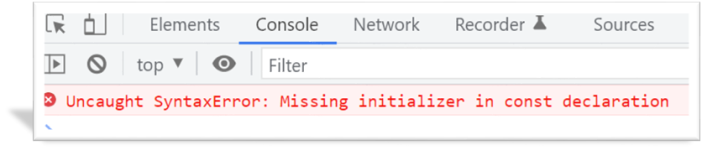 Elements Console Network Recorder Sources
top Filter
Uncaught SyntaxError: Missing initializer in const declaration